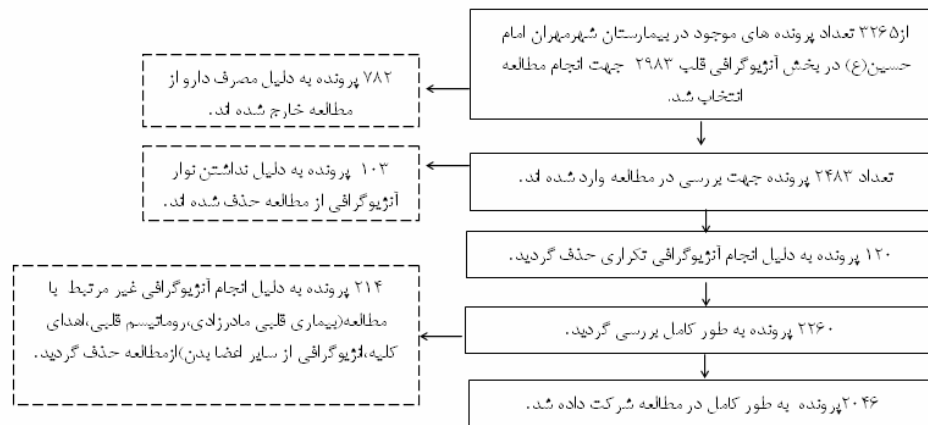 از۳۲۶۵ تعداد پرونده های موجود در بیمارستان شهرمهران امام
حسین(ع) در بخش آنژیوگرافی قلب ۲۹۸۳ جهت انجام مطالعه
انتخاب شد.
۷۸۲ پرونده به دلیل مصرف دارو از
مطالعه خارج شده اند.
تعداد ۲۴۸۳ پرونده جهت بررسی در مطالعه وارد شده اند.
۱۰۳ پرونده به دلیل نداشتن نوار
آنژیوگرافی از مطالعه حذف شده اند.
۱۲۰ پرونده به دلیل انجام آنژیوگرافی تکراری حذف گردید.
۲۲۶۰ پرونده به طور کامل بررسی گردید.
۲۱۴ پرونده به دلیل انجام آنژیوگرافی غیر مرتبط با
مطالعه(بیماری قلبی مادرزادی،روماتیسم قلبی،اهدای
کلیه،انژیوگرافی از سایر اعضا بدن)ازمطالعه حذف گردید.
۲۰۴۶پرونده به طور کامل در مطالعه شرکت داده شد.